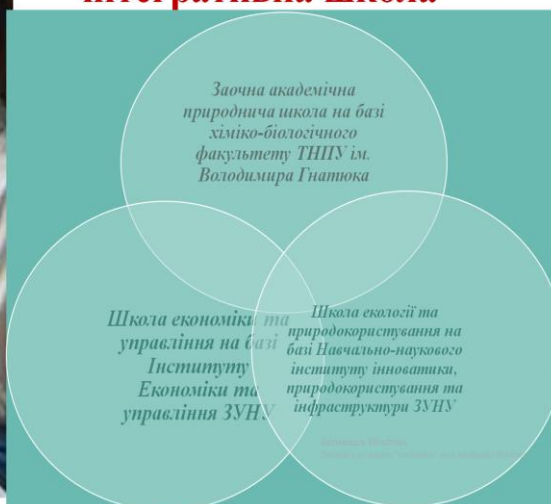 інтегративна школа
Заочна академічна
природнича школа на базі
хіміко-біологічного
факультету ТНПУ ім.
Володимира Гнатюка
Школа економіки та
управління на базі
Інституту
Економіки та
управління ЗУНУ
Школа екології та
природокористування на
базі Навчально-наукового
інституту інноватики,
природокористування та
інфраструктури ЗУНУ